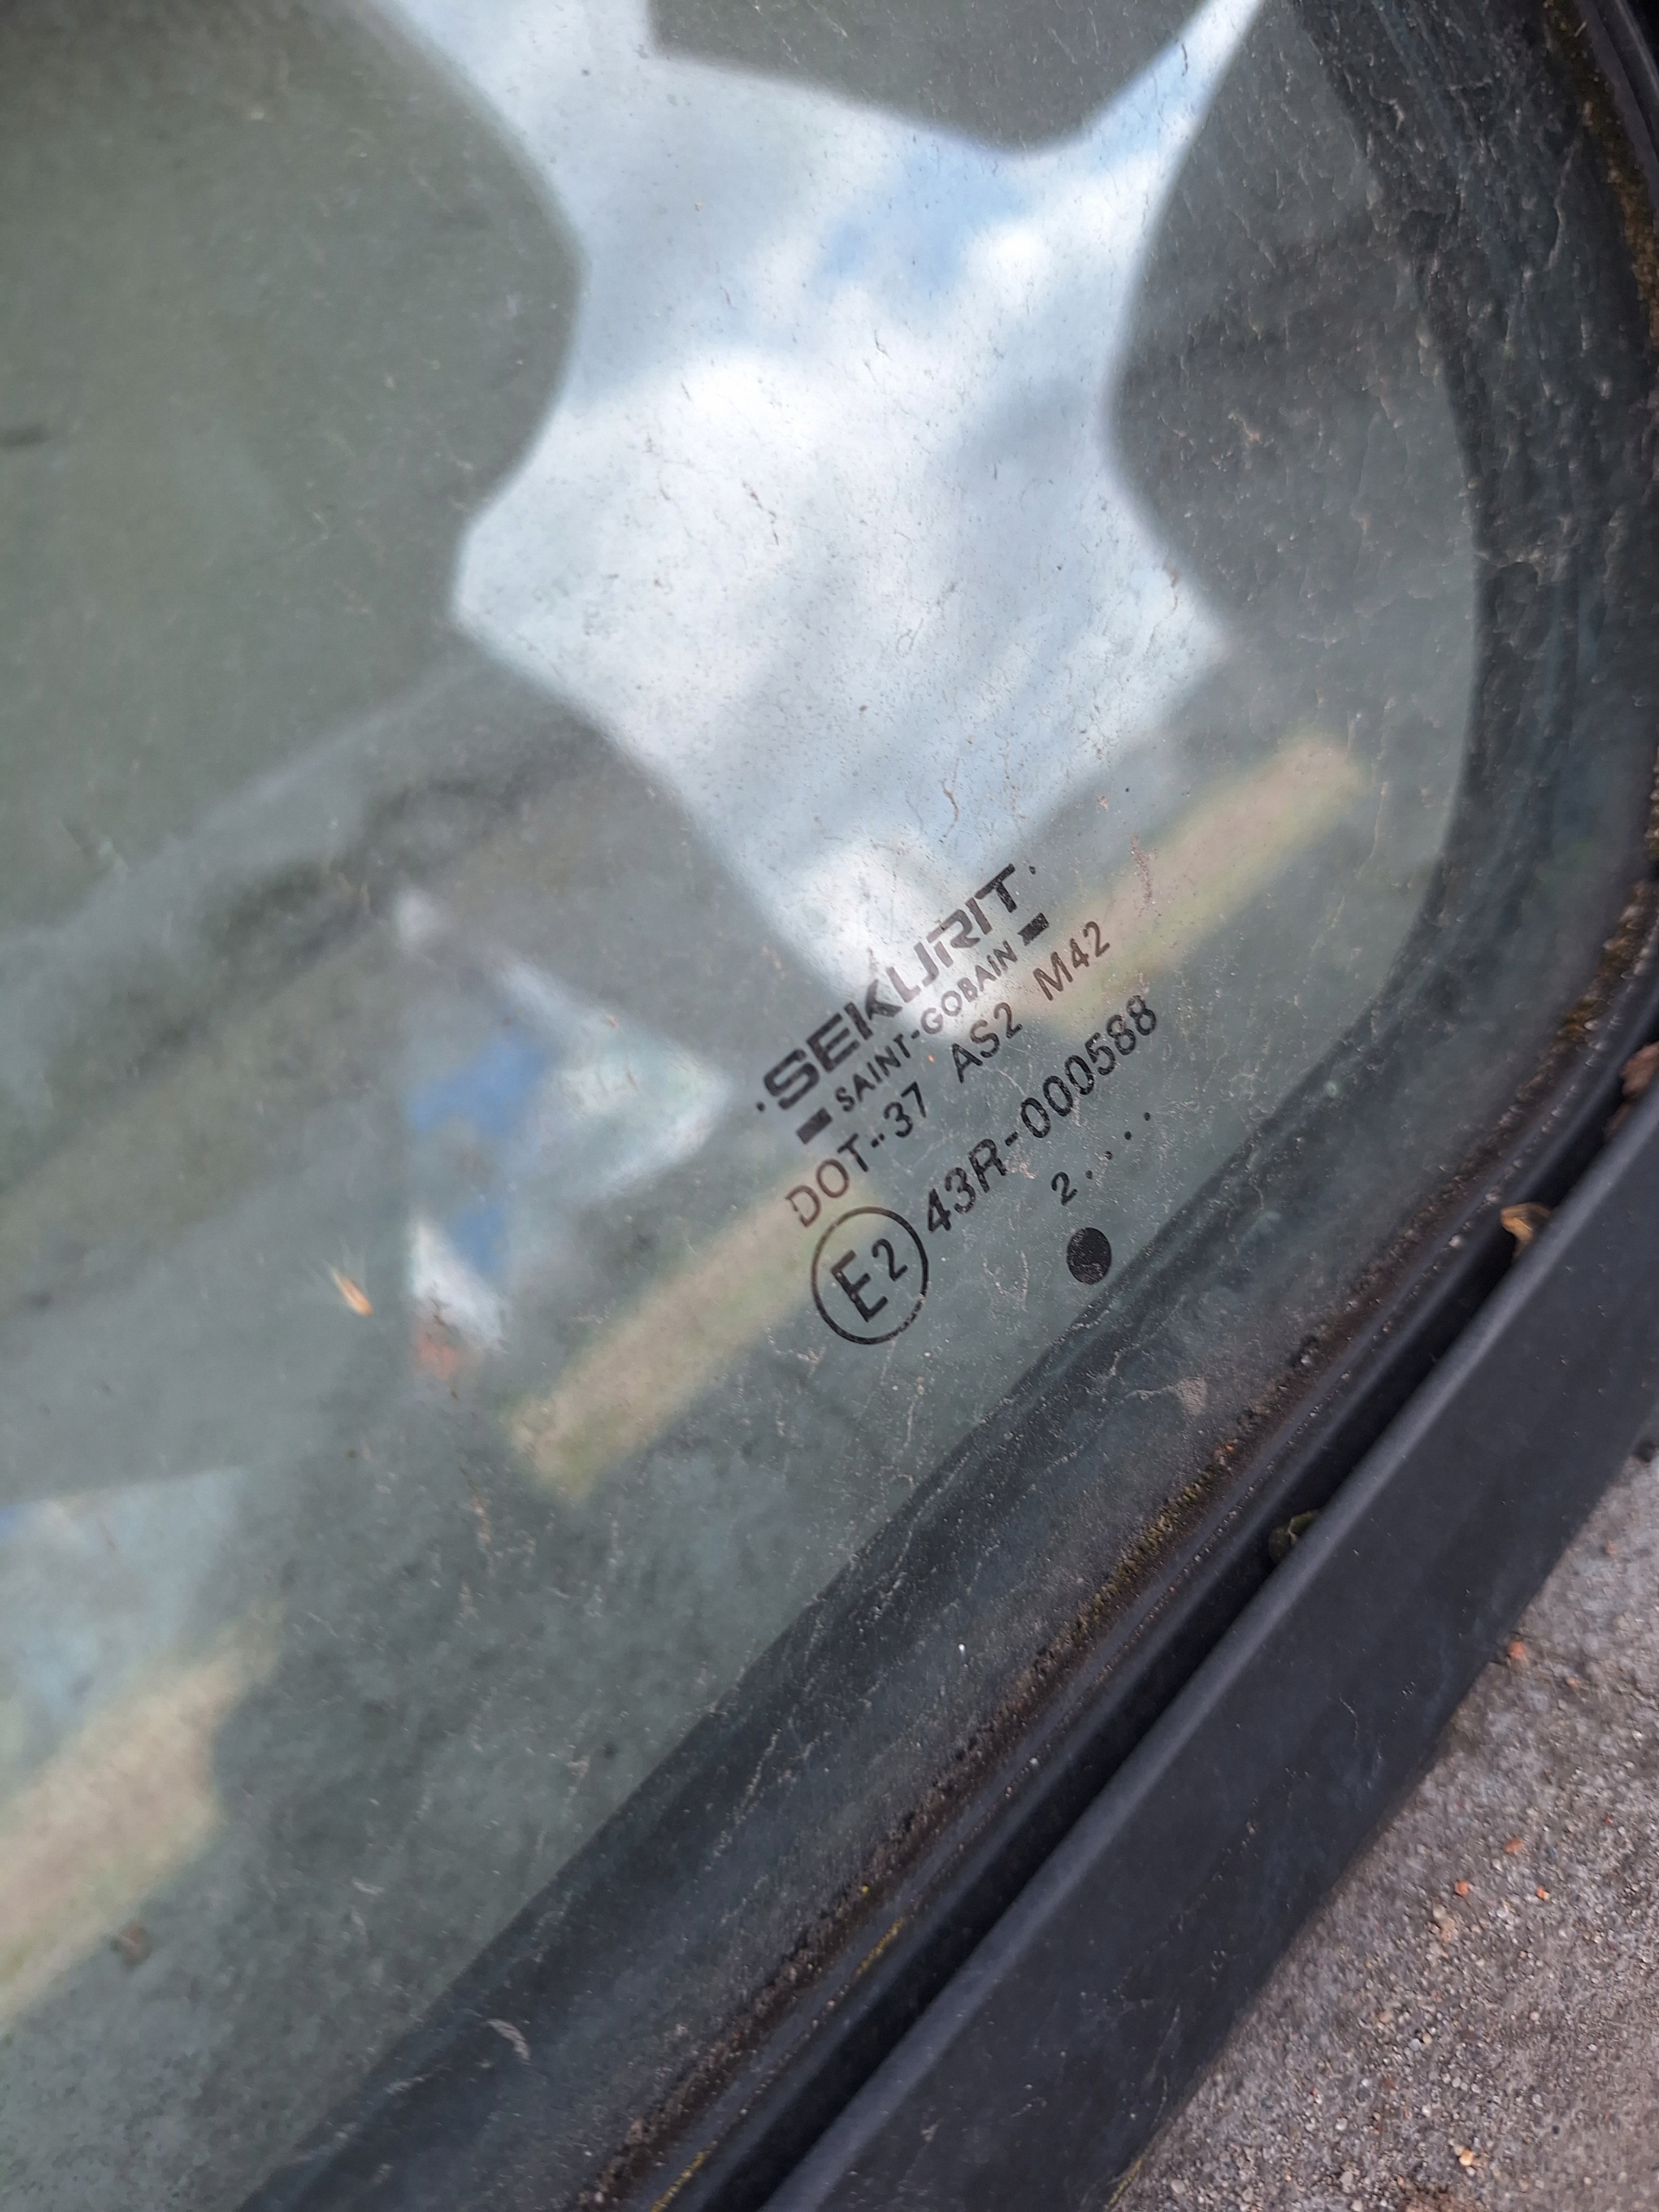 SEKURIT
SAINT-GOBAIN
DOT-37 AS2 M42
E2 43R-000588
2....